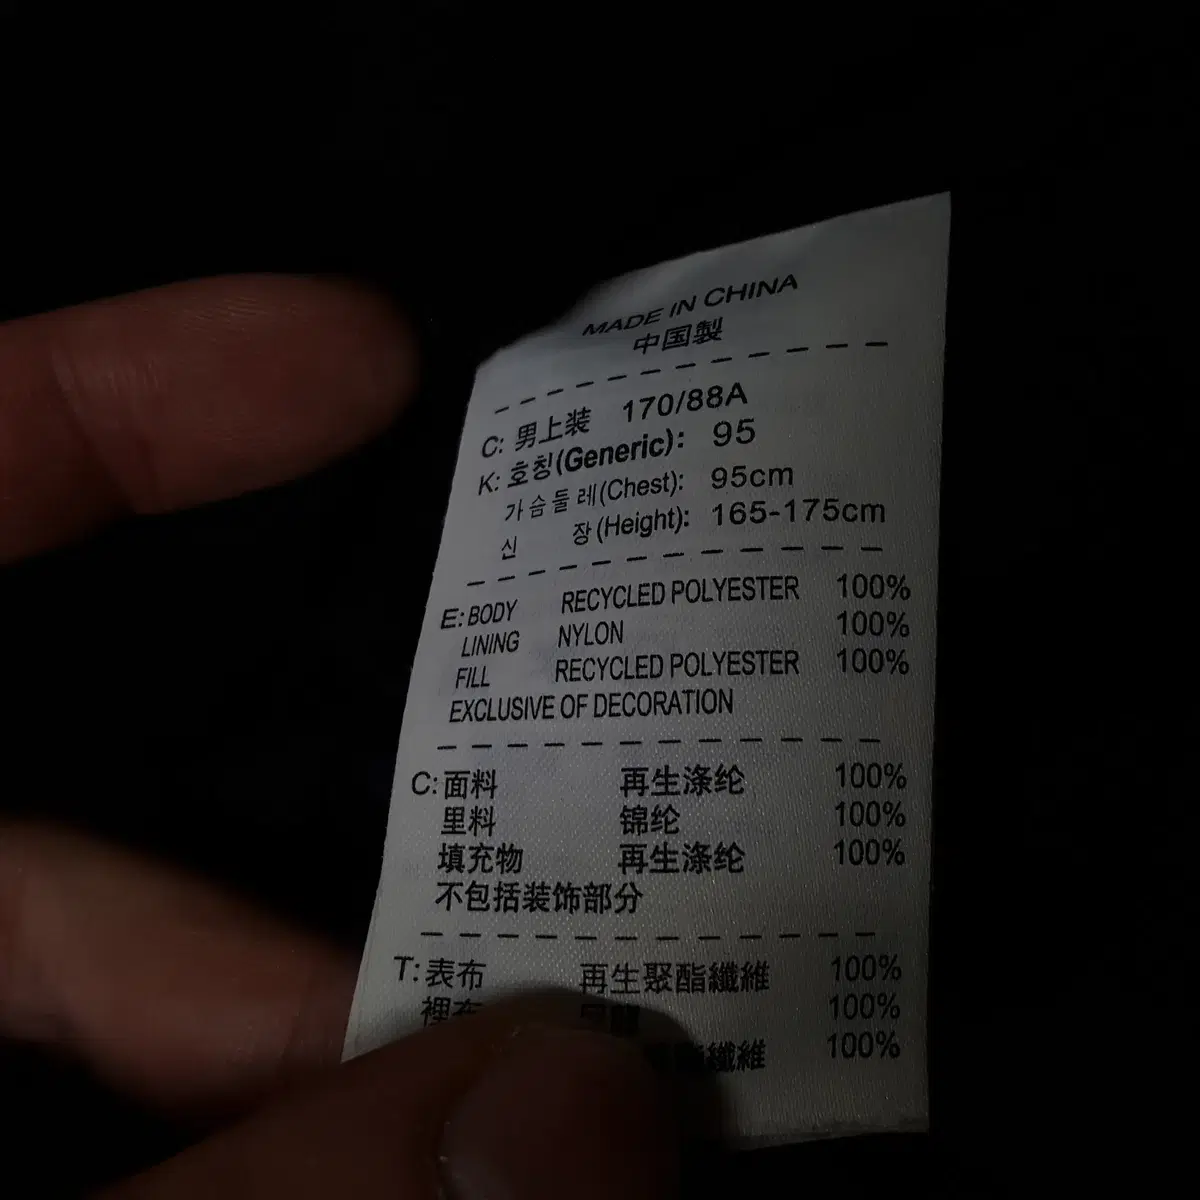 MADE IN CHINA
中国製
C: 男上装 170/88A
K: 호칭(Generic): 95
가슴둘레(Chest): 95cm
신 장(Height): 165-175cm
E: BODY RECYCLED POLYESTER 100%
LINING NYLON 100%
FILL RECYCLED POLYESTER 100%
EXCLUSIVE OF DECORATION
C: 面料 再生涤纶 100%
里料 锦纶 100%
填充物 再生涤纶 100%
不包括装饰部分
T: 表布 再生聚酯纖維 100%
裡布 100%
纖維 100%